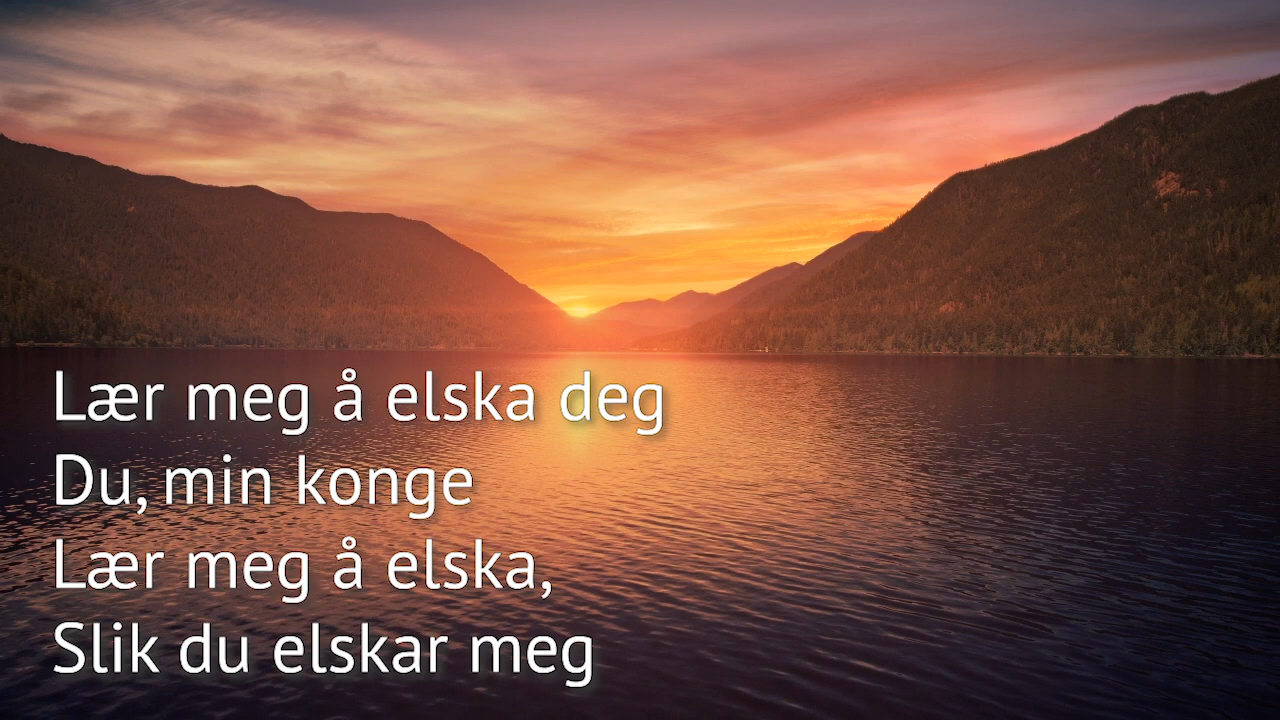 Lær meg å elska deg
Du, min konge
Lær meg å elska,
Slik du elskar meg